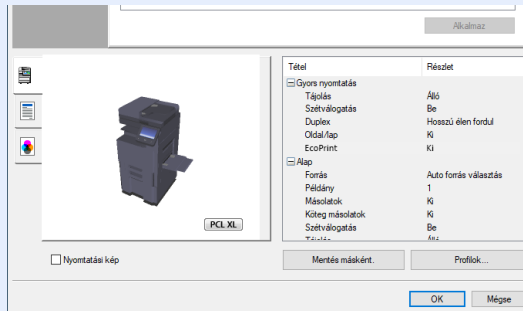 Alkalmaz
Tétel Részlet
Gyors nyomtatás
Tájolás Álló
Szétválogatás Be
Duplex Hosszú élen fordul
Oldal/lap Ki
EcoPrint Ki
Alap
Forrás Auto forrás választás
Példány 1
Másolatok Ki
Köteg másolatok Ki
Szétválogatás Be
Tájolás Álló
PCL XL
Nyomtatási kép
Mentés másként.
Profilok...
OK
Mégse